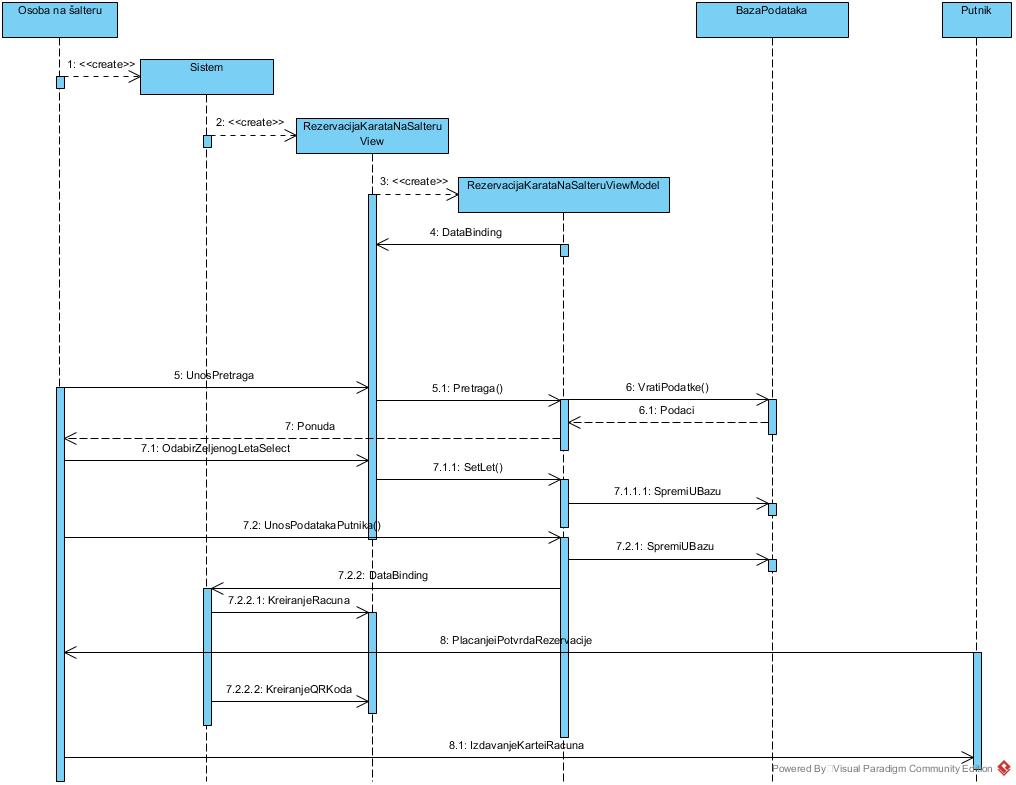 Osoba na šalteru
BazaPodataka
Putnik
1: <<create>>
Sistem
2: <<create>>
RezervacijaKarataNaSalteru
View
3: <<create>>
RezervacijaKarataNaSalteruViewModel
4: DataBinding
5: UnosPretraga
5.1: Pretraga()
6: VratiPodatke()
6.1: Podaci
7: Ponuda
7.1: OdabirZeljenogLetaSelect
7.1.1: SetLet()
7.1.1.1: SpremiUBazu
7.2: UnosPodatakaPutnika()
7.2.1: SpremiUBazu
7.2.2: DataBinding
7.2.2.1: KreiranjeRacuna
8: PlacanjeiPotvrdaRezervacije
7.2.2.2: KreiranjeQRKoda
8.1: IzdavanjeKarteiRacuna
Powered By Visual Paradigm Community Edition